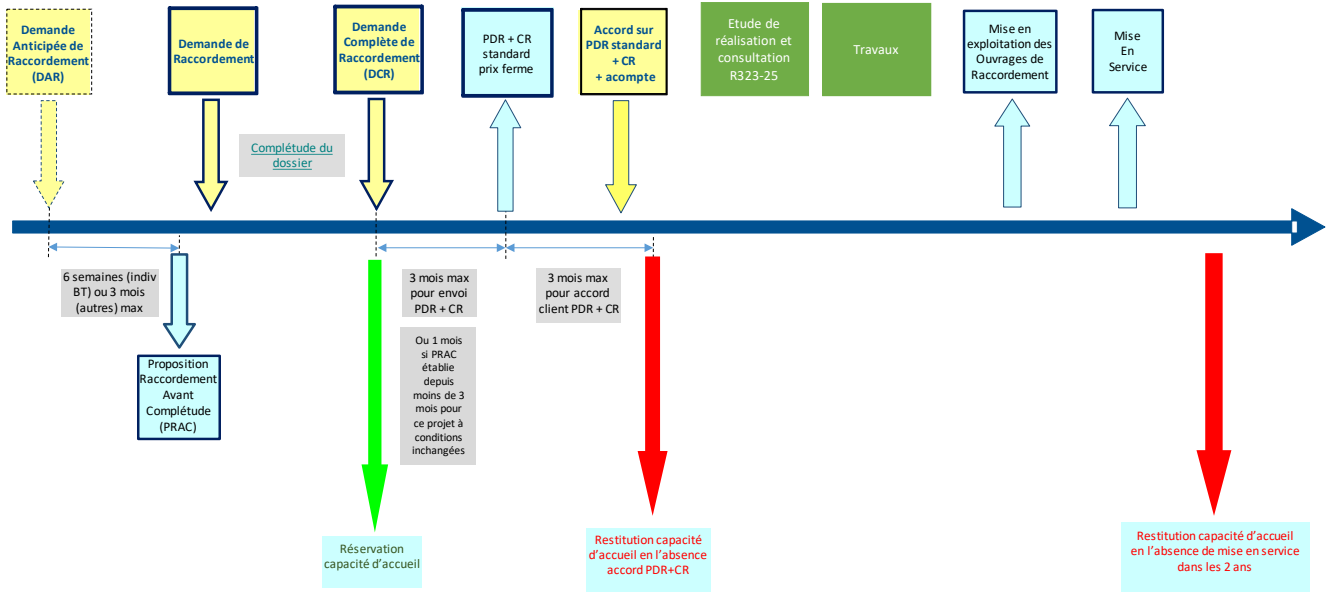 Demande
Anticipée de
Raccordement
(DAR)
Demande de
Raccordement
Demande
Complète de
Raccordement
(DCR)
PDR + CR
standard
prix ferme
Accord sur
PDR standard
+ CR
+ acompte
Etude de
réalisation et
consultation
R323-25
Travaux
Mise en
exploitation des
Ouvrages de
Raccordement
Mise
En
Service
Complétude du
dossier
6 semaines (indiv
BT) ou 3 mois
(autres) max
3 mois max
pour envoi
PDR + CR
3 mois max
pour accord
client PDR + CR
Ou 1 mois
si PRAC
établie
depuis
moins de 3
mois pour
ce projet à
conditions
inchangées
Proposition
Raccordement
Avant
Complétude
(PRAC)
Réservation
capacité d’accueil
Restitution capacité
d’accueil en l’absence
accord PDR+CR
Restitution capacité d’accueil
en l’absence de mise en service
dans les 2 ans